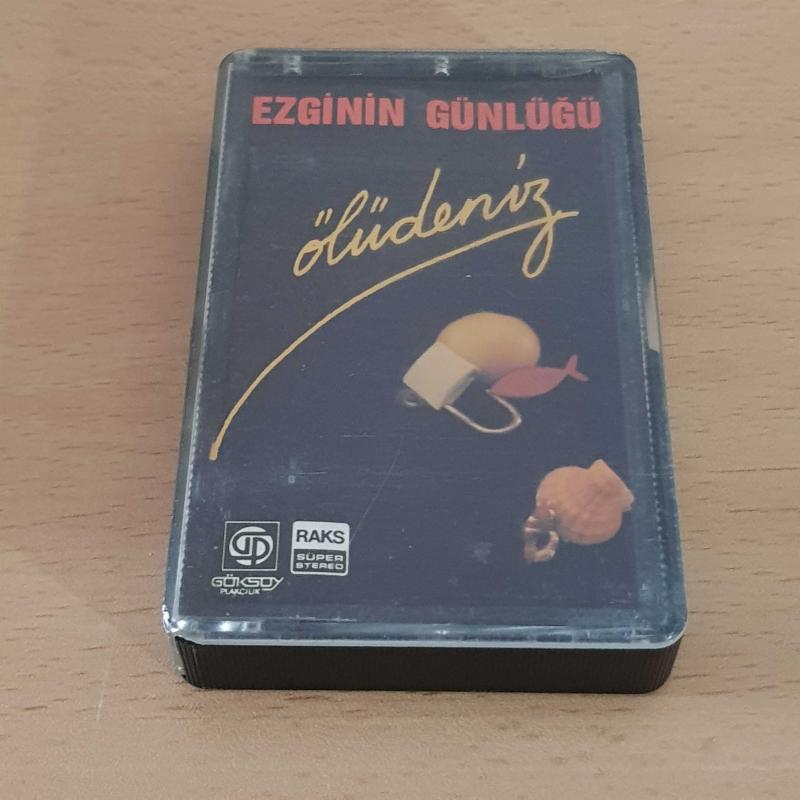 EZGİNİN GÜNLÜĞÜ
ölüdeniz
GÖKSOY
PLAKÇILIK
RAKS
SÜPER
STEREO